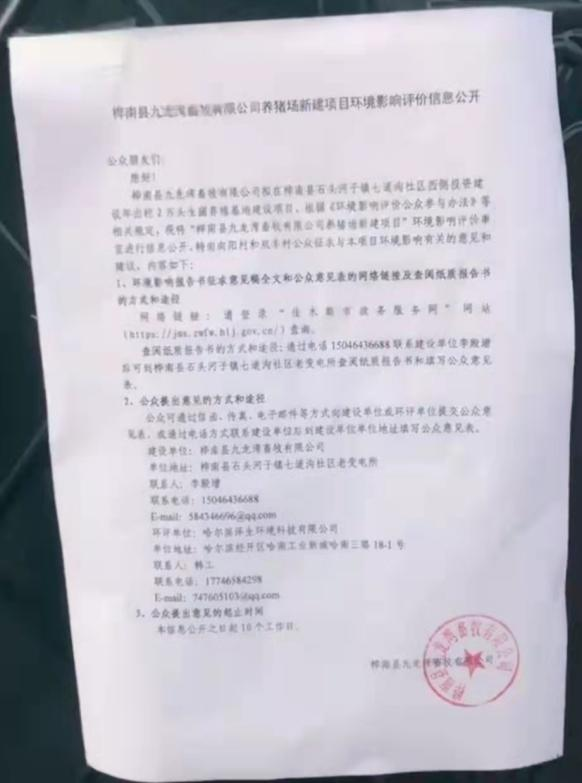 桦南县九龙湾畜牧有限公司养猪场新建项目环境影响评价信息公开
公众朋友们:
您好!
桦南县九龙湾畜牧有限公司拟在桦南县石头河子镇七道沟社区西侧投资建
设年出栏2万头生猪养殖基地建设项目。根据《环境影响评价公众参与办法》等
相关规定，现将"桦南县九龙湾畜牧有限公司养猪场新建项目"环境影响评价事
宜进行信息公开，特向向阳村和双丰村公众征求与本项目环境影响有关的意见和
建议。内容如下:
1、环境影响报告书征求意见稿全文和公众意见表的网络链接及查阅纸质报告书
的方式和途径
网络链接: 请登录"佳木斯市政务服务网"网站
(https://jms.zwfw.hlj.gov.cn/) 查询。
查阅纸质报告书的方式和途径: 通过电话 15046436688 联系建设单位李殿增
后可到桦南县石头河子镇七道沟社区老变电所查阅纸质报告书和填写公众意见
表。
2、公众提出意见的方式和途径
公众可通过信函、传真、电子邮件等方式向建设单位或环评单位提交公众意
见表，或通过电话方式联系建设单位后到建设单位单位地址填写公众意见表。
建设单位: 桦南县九龙湾畜牧有限公司
单位地址: 桦南县石头河子镇七道沟社区老变电所
联系人: 李殿增
联系电话: 15046436688
E-mail: 584346696@qq.com
环评单位: 哈尔滨泽生环境科技有限公司
单位地址: 哈尔滨经开区哈南工业新城哈南三路 18-1 号
联系人: 韩工
联系电话: 17746584298
E-mail: 747605103@qq.com
3、公众提出意见的起止时间
本信息公开之日起 10 个工作日。
桦南县九龙湾畜牧有限公司
桦南县九龙湾畜牧有限公司